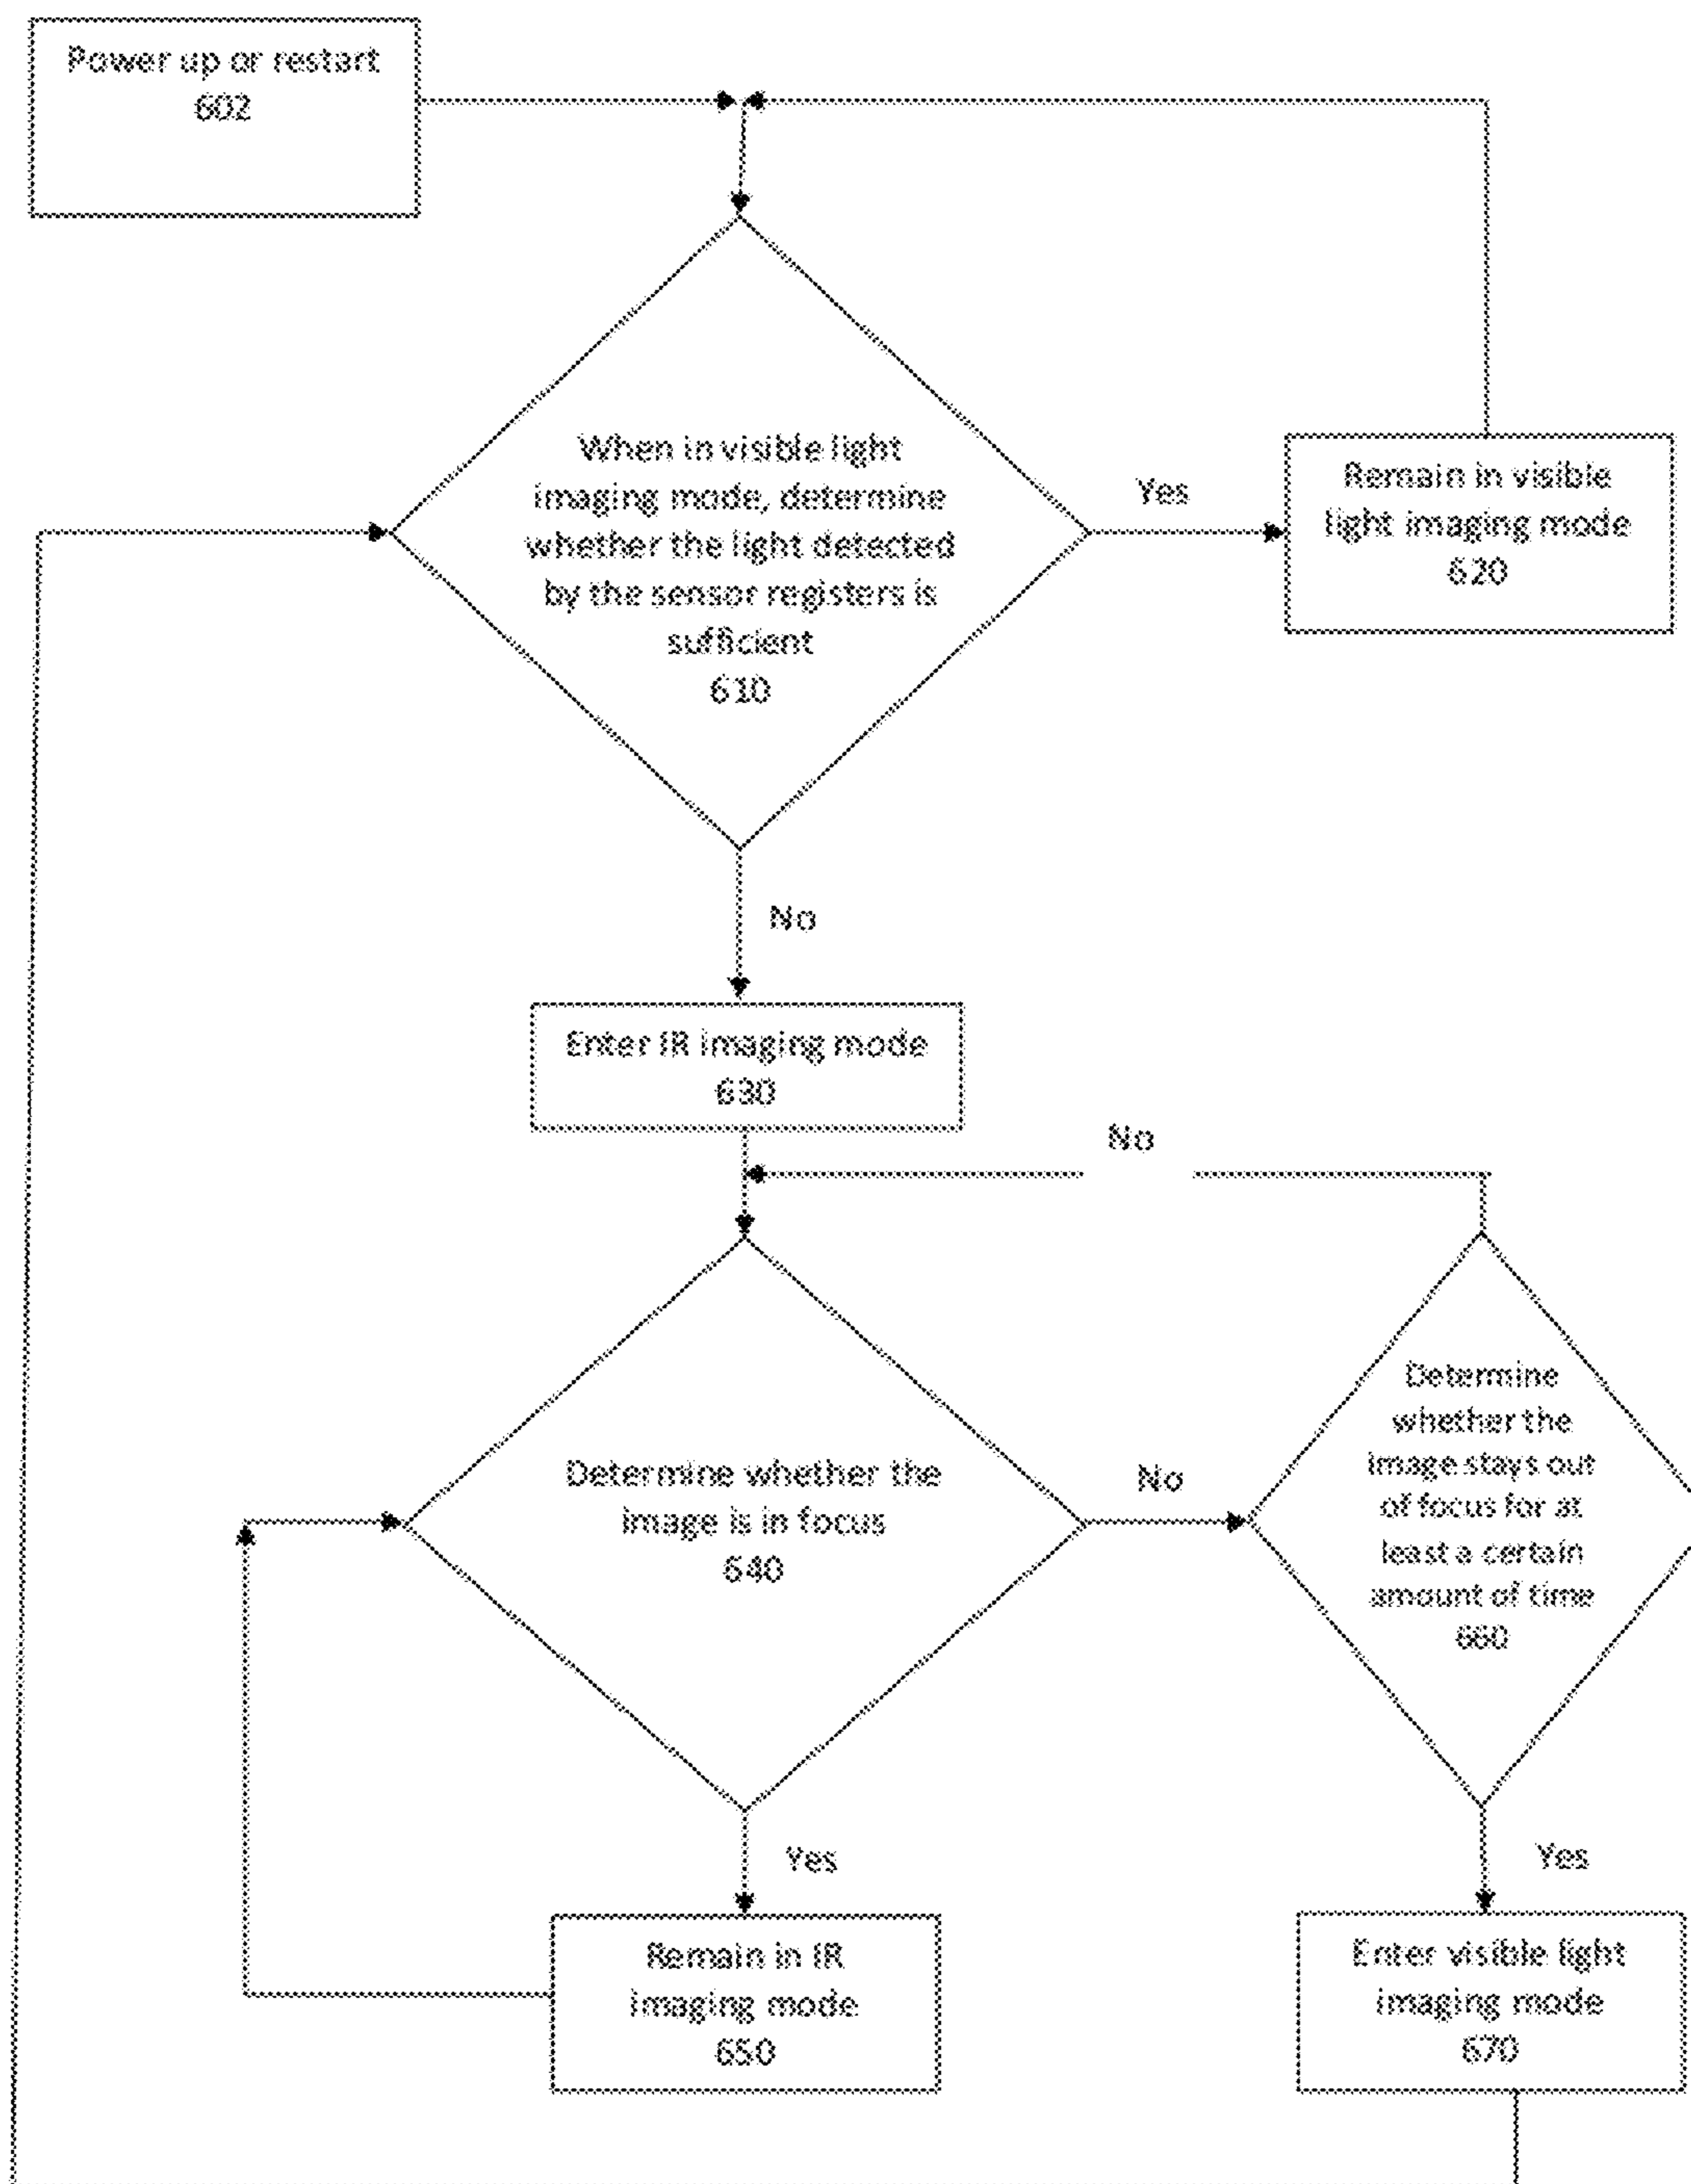 Power up or restart
602
When in visible light
imaging mode, determine
whether the light detected
by the sensor registers is
sufficient
610
Yes
Remain in visible
light imaging mode
620
No
Enter IR imaging mode
630
No
Determine whether the
image is in focus
640
No
Determine
whether the
image stays out
of focus for at
least a certain
amount of time
660
Yes
Remain in IR
imaging mode
650
Yes
Enter visible light
imaging mode
670